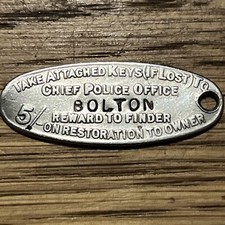 TAKE ATTACHED KEYS (IF LOST) TO
CHIEF POLICE OFFICE
BOLTON
5/- REWARD TO FINDER
ON RESTORATION TO OWNER